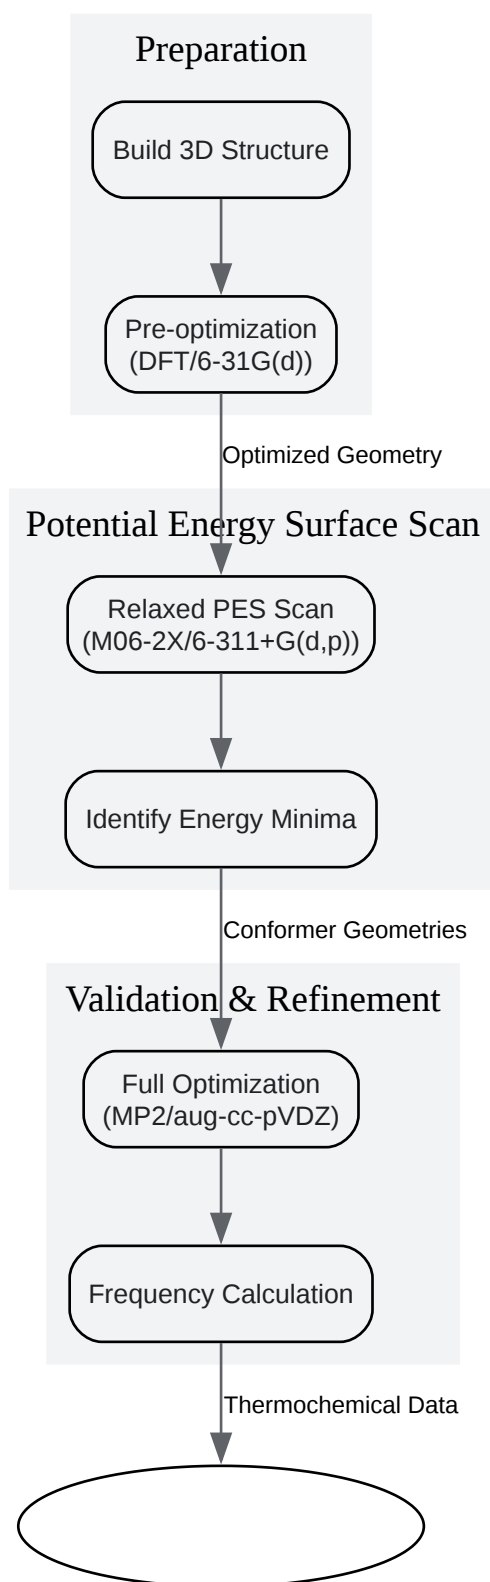 Preparation
Build 3D Structure
Pre-optimization
(DFT/6-31G(d))
Optimized Geometry
Potential Energy Surface Scan
Relaxed PES Scan
(M06-2X/6-311+G(d,p))
Identify Energy Minima
Conformer Geometries
Validation & Refinement
Full Optimization
(MP2/aug-cc-pVDZ)
Frequency Calculation
Thermochemical Data